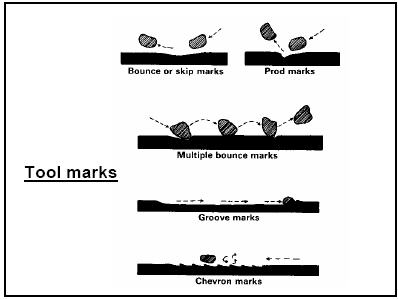 Bounce or skip marks
Prod marks
Multiple bounce marks
Tool marks
Groove marks
Chevron marks